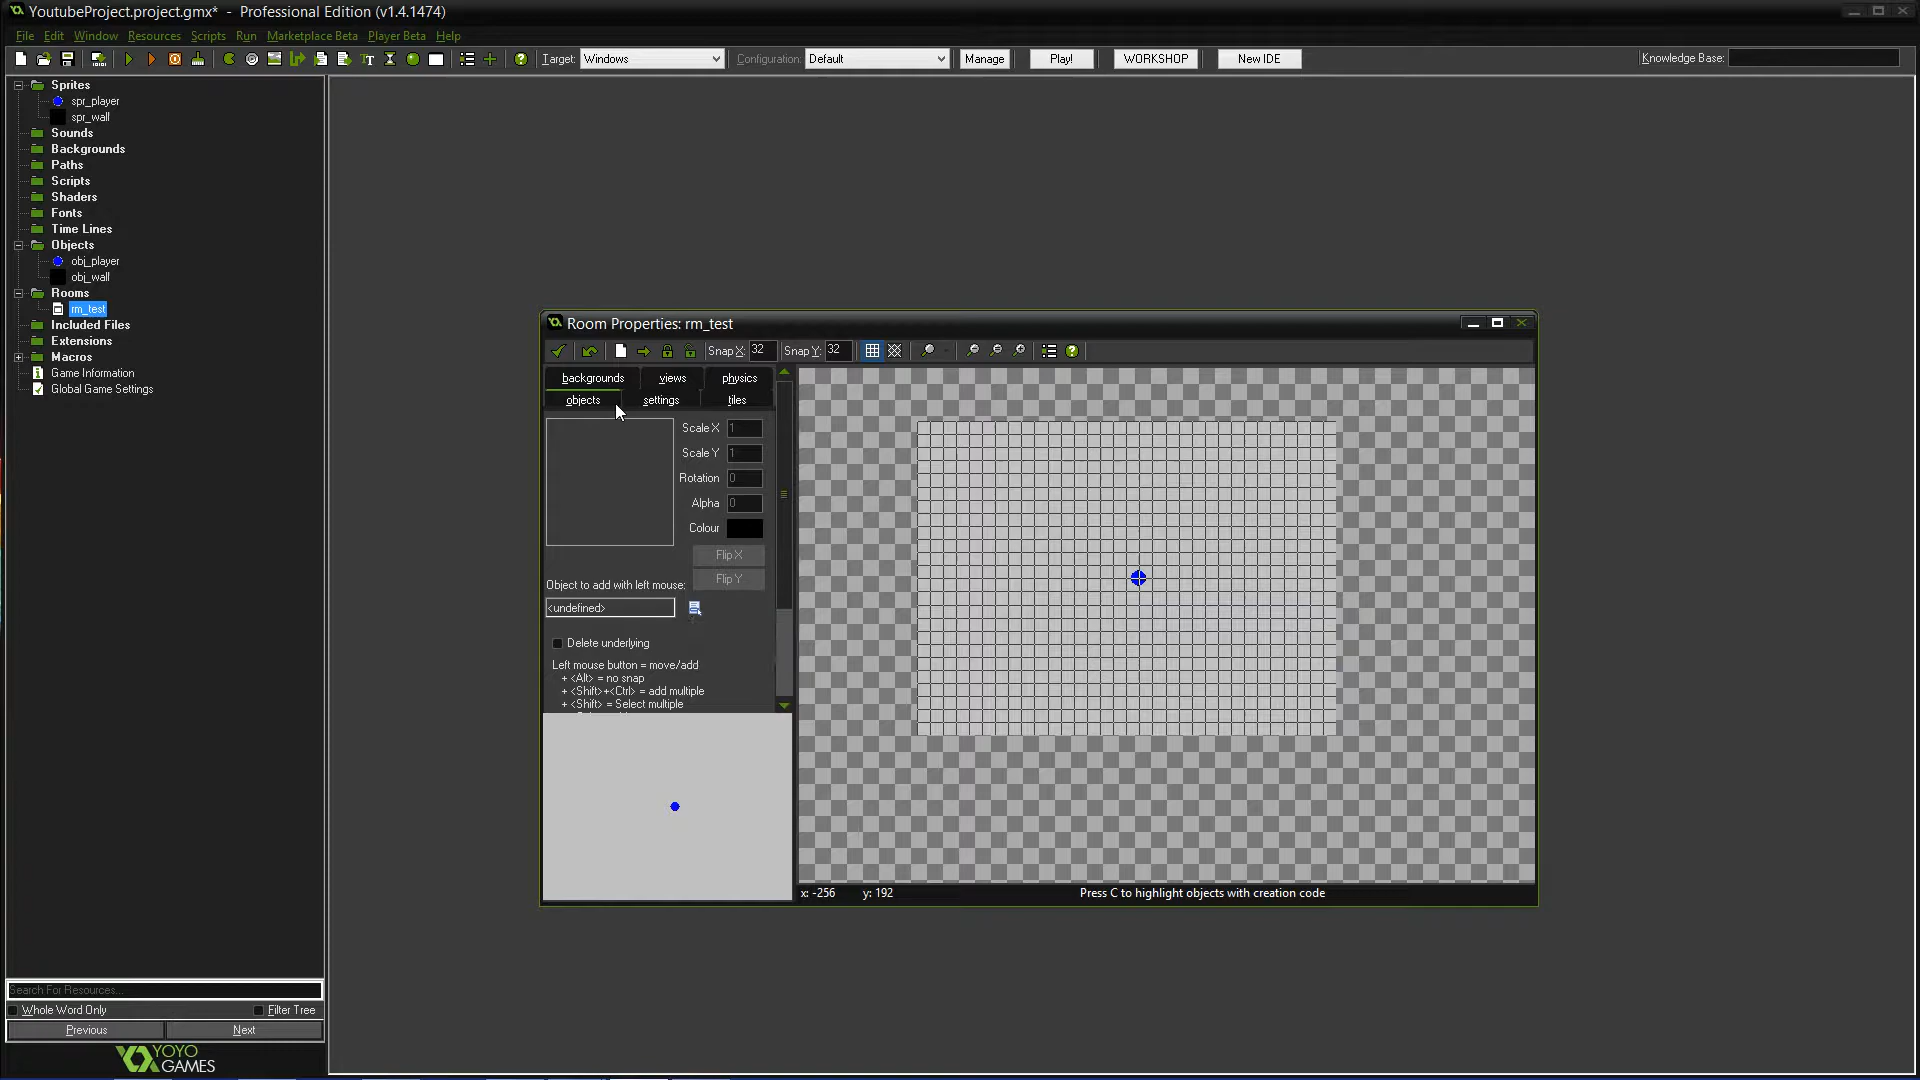 YoutubeProject.project.gmx* - Professional Edition (v1.4.1474)
File Edit Window Resources Scripts Run Marketplace Beta Player Beta Help
Target: Windows Configuration: Default Manage Play! WORKSHOP New IDE Knowledge Base:
Sprites
spr_player
spr_wall
Sounds
Backgrounds
Paths
Scripts
Shaders
Fonts
Time Lines
Objects
obj_player
obj_wall
Rooms
rm_test
Included Files
Extensions
Macros
Game Information
Global Game Settings
Search For Resources...
Whole Word Only Filter Tree
Previous Next
YOYO
GAMES
Room Properties: rm_test
Snap X: 32 Snap Y: 32
backgrounds views physics
objects settings tiles
Scale X 1
Scale Y 1
Rotation 0
Alpha 0
Colour
Flip X
Flip Y
Object to add with left mouse:
<undefined>
Delete underlying
Left mouse button = move/add
+ <Alt> = no snap
+ <Shift>+<Ctrl> = add multiple
+ <Shift> = Select multiple
x: -256 y: 192 Press C to highlight objects with creation code